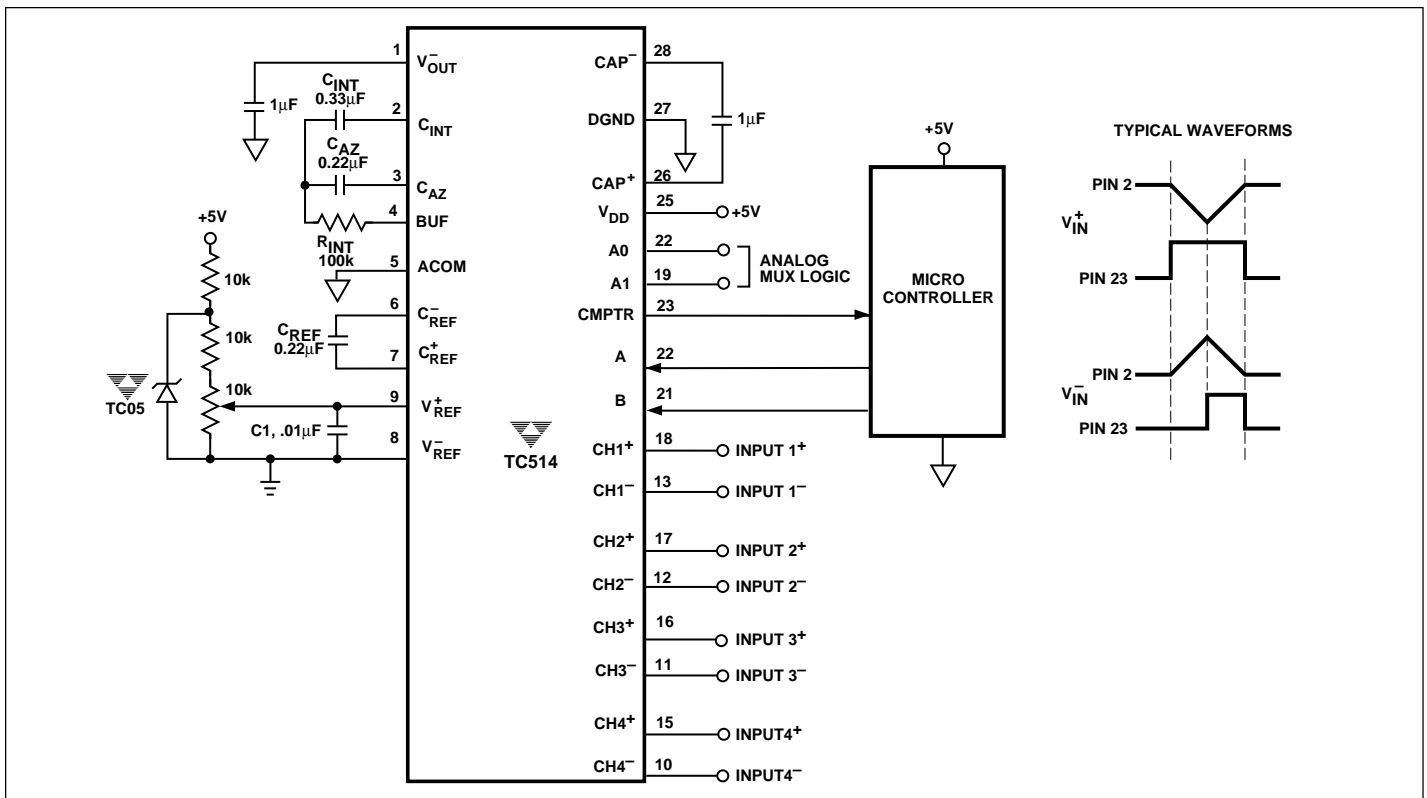 1
V⁻OUT
1µF
CINT
0.33µF
2
CINT
CAZ
0.22µF
3
CAZ
4
BUF
RINT
100k
5
ACOM
6
C⁻REF
CREF
0.22µF
7
C⁺REF
+5V
10k
10k
10k
TC05
9
V⁺REF
C1, .01µF
8
V⁻REF
TC514
CAP⁻
28
DGND
27
1µF
CAP⁺
26
VDD
25
+5V
A0
22
A1
19
ANALOG
MUX LOGIC
CMPTR
23
A
22
B
21
CH1+
18
INPUT 1+
CH1–
13
INPUT 1–
CH2+
17
INPUT 2+
CH2–
12
INPUT 2–
CH3+
16
INPUT 3+
CH3–
11
INPUT 3–
CH4+
15
INPUT4+
CH4–
10
INPUT4–
+5V
MICRO
CONTROLLER
TYPICAL WAVEFORMS
PIN 2
V⁺IN
PIN 23
PIN 2
V⁻IN
PIN 23